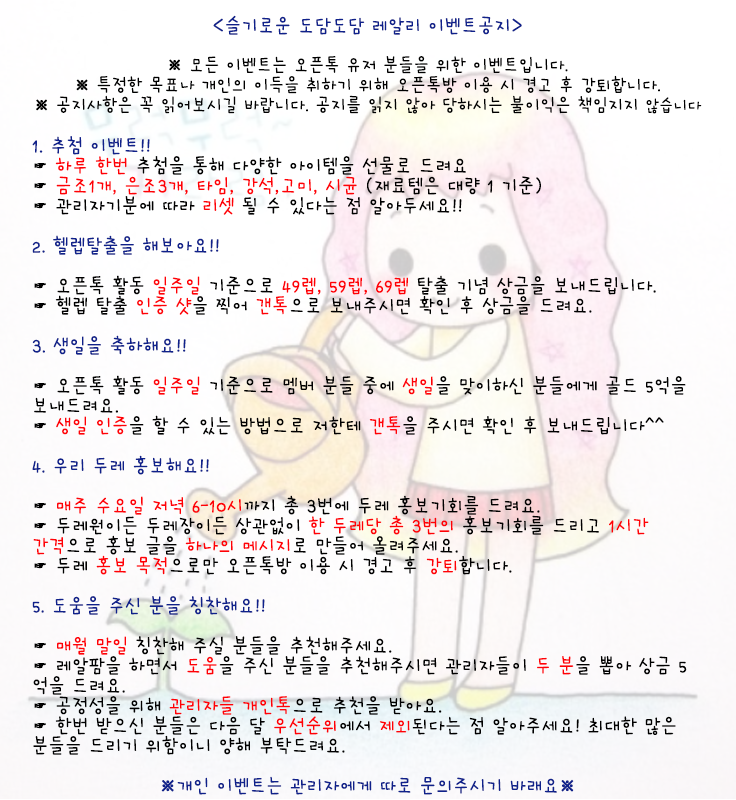 <슬기로운 도담도담 레알리 이벤트공지>
※ 모든 이벤트는 오픈톡 유저 분들을 위한 이벤트입니다.
※ 특정한 목표나 개인의 이득을 취하기 위해 오픈톡방 이용 시 경고 후 강퇴합니다.
※ 공지사항은 꼭 읽어보시길 바랍니다. 공지를 읽지 않아 당하시는 불이익은 책임지지 않습니다
무럭무럭~
1. 추첨 이벤트!!
☞ 하루 한번 추첨을 통해 다양한 아이템을 선물로 드려요
☞ 금조1개, 은조3개, 타임, 강석,고미, 시균 (재료템은 대량 1 기준)
☞ 관리자기분에 따라 리셋 될 수 있다는 점 알아두세요!!
2. 헬렙탈출을 해보아요!!
☞ 오픈톡 활동 일주일 기준으로 49렙, 59렙, 69렙 탈출 기념 상금을 보내드립니다.
☞ 헬렙 탈출 인증 샷을 찍어 갠톡으로 보내주시면 확인 후 상금을 드려요.
3. 생일을 축하해요!!
☞ 오픈톡 활동 일주일 기준으로 멤버 분들 중에 생일을 맞이하신 분들에게 골드 5억을
보내드려요.
☞ 생일 인증을 할 수 있는 방법으로 저한테 갠톡을 주시면 확인 후 보내드립니다^^
4. 우리 두레 홍보해요!!
☞ 매주 수요일 저녁 6-10시까지 총 3번에 두레 홍보기회를 드려요.
☞ 두레원이든 두레장이든 상관없이 한 두레당 총 3번의 홍보기회를 드리고 1시간
간격으로 홍보 글을 하나의 메시지로 만들어 올려주세요.
☞ 두레 홍보 목적으로만 오픈톡방 이용 시 경고 후 강퇴합니다.
5. 도움을 주신 분을 칭찬해요!!
☞ 매월 말일 칭찬해 주실 분들을 추천해주세요.
☞ 레알팜을 하면서 도움을 주신 분들을 추천해주시면 관리자들이 두 분을 뽑아 상금 5
억을 드려요.
☞ 공정성을 위해 관리자들 개인톡으로 추천을 받아요.
☞ 한번 받으신 분들은 다음 달 우선순위에서 제외된다는 점 알아주세요! 최대한 많은
분들을 드리기 위함이니 양해 부탁드려요.
※개인 이벤트는 관리자에게 따로 문의주시기 바래요※